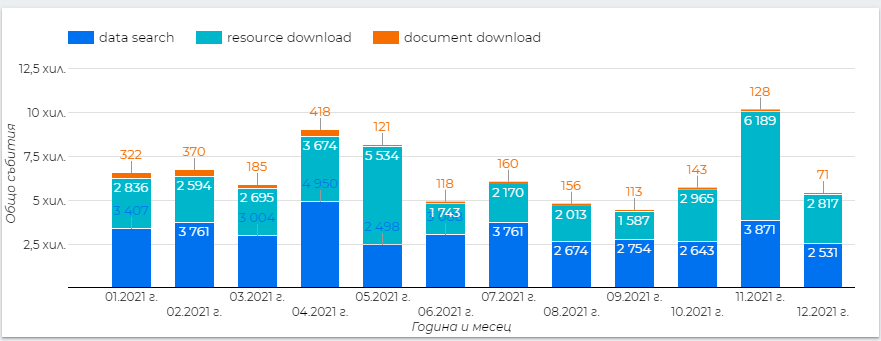 data search resource download document download
Общо събития
12,5 хил.
10 хил.
7,5 хил.
5 хил.
2,5 хил.
322 370 185 418 121 118 160 156 113 143 128 71
2 836 2 594 2 695 3 674 5 534 1 743 2 170 2 013 1 587 2 965 6 189 2 817
3 407 3 761 3 004 4 950 2 498 3 761 2 674 2 754 2 643 3 871 2 531
01.2021 г. 03.2021 г. 05.2021 г. 07.2021 г. 09.2021 г. 11.2021 г.
02.2021 г. 04.2021 г. 06.2021 г. 08.2021 г. 10.2021 г. 12.2021 г.
Година и месец